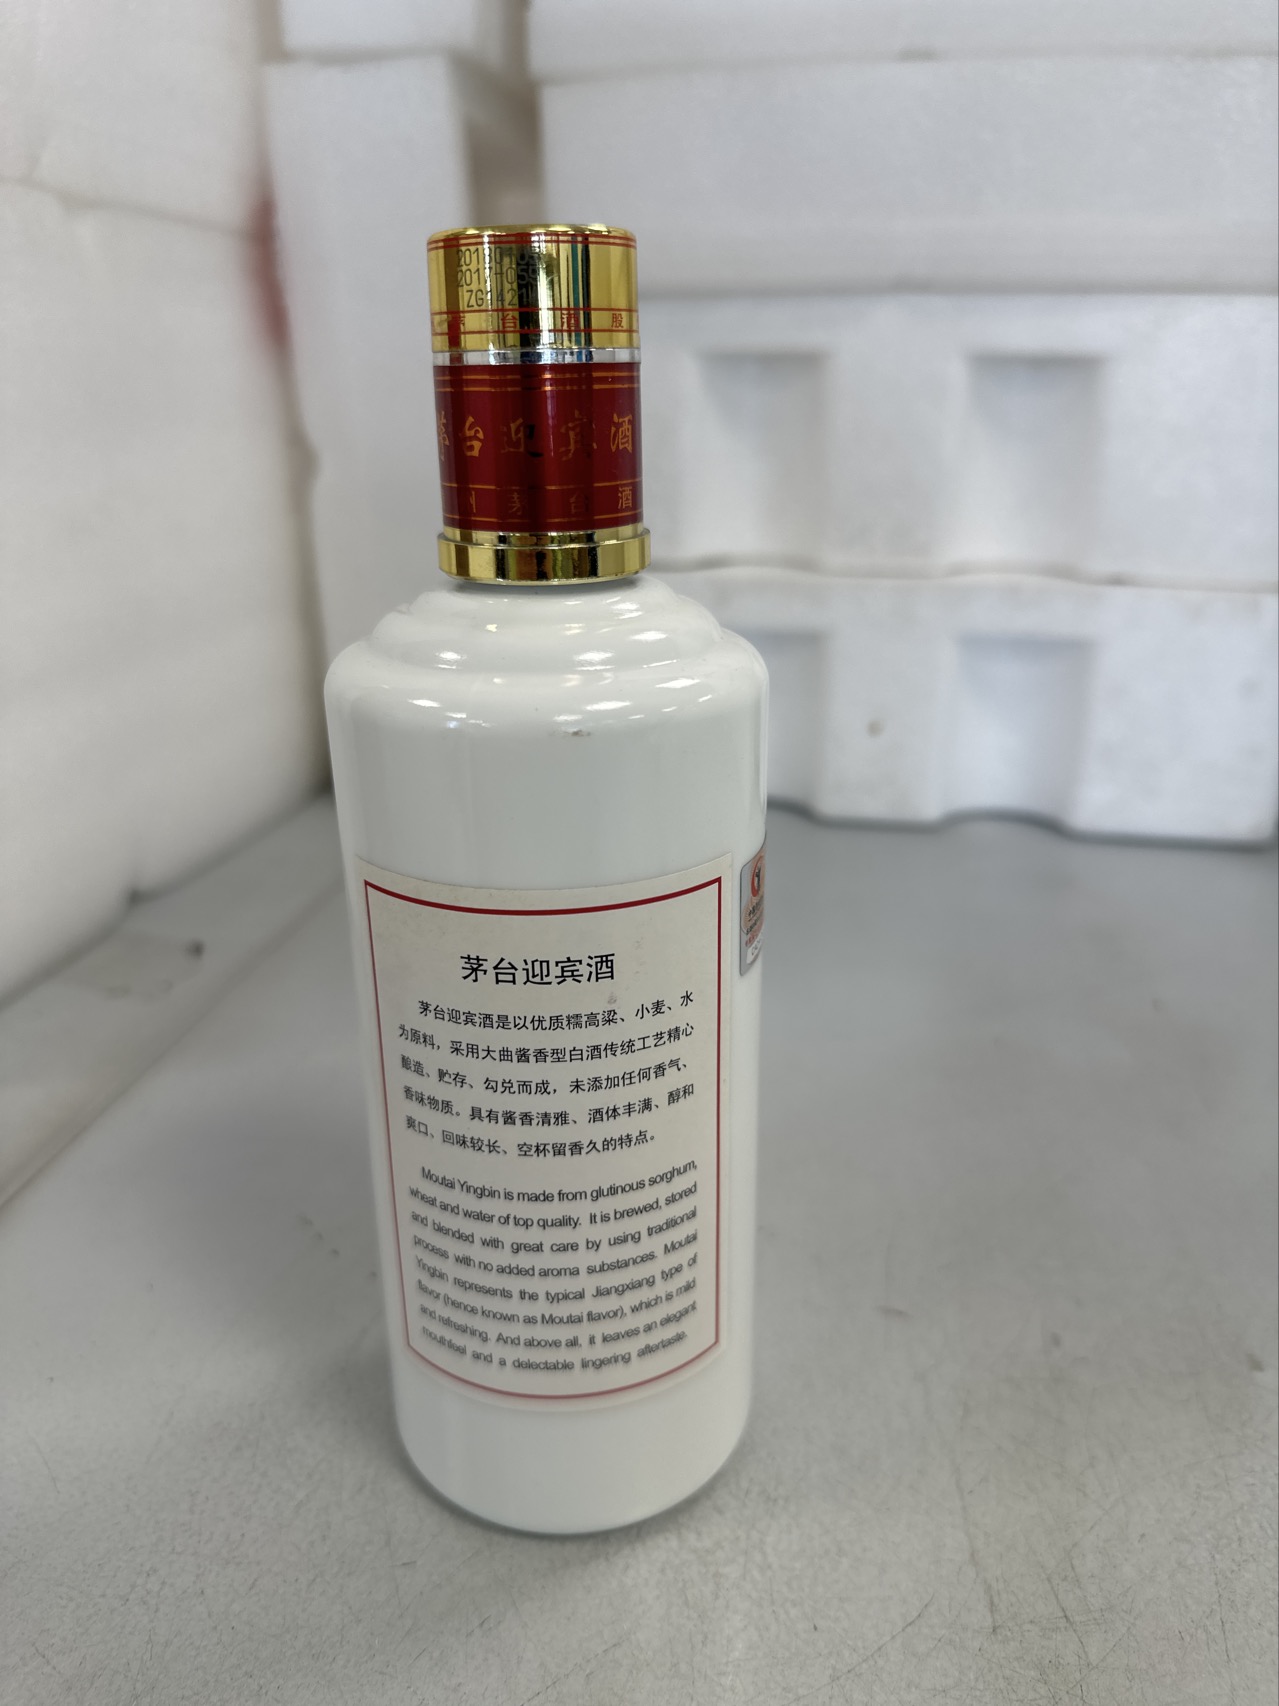 茅台迎宾酒
州茅台酒
茅台迎宾酒
茅台迎宾酒是以优质糯高粱、小麦、水
为原料，采用大曲酱香型白酒传统工艺精心
酿造、贮存、勾兑而成，未添加任何香气、
香味物质。具有酱香清雅、酒体丰满、醇和
爽口、回味较长、空杯留香久的特点。
Moutai Yingbin is made from glutinous sorghum,
wheat and water of top quality. It is brewed, stored
and blended with great care by using traditional
process with no added aroma substances. Moutai
Yingbin represents the typical Jiangxiang type of
flavor (hence known as Moutai flavor), which is mild
and refreshing. And above all, it leaves an elegant
mouthfeel and a delectable lingering aftertaste.